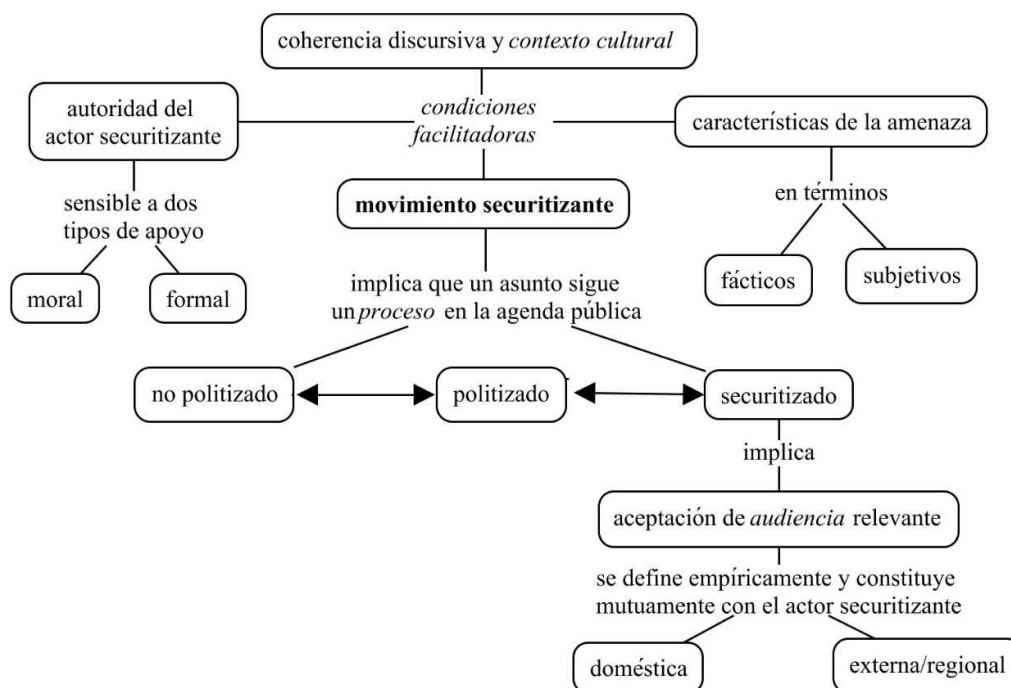 coherencia discursiva y contexto cultural
autoridad del
actor securitizante
condiciones
facilitadoras
características de la amenaza
sensible a dos
tipos de apoyo
movimiento securitizante
en términos
moral
formal
fácticos
subjetivos
implica que un asunto sigue
un proceso en la agenda pública
no politizado
politizado
securitizado
implica
aceptación de audiencia relevante
se define empíricamente y constituye
mutuamente con el actor securitizante
doméstica
externa/regional